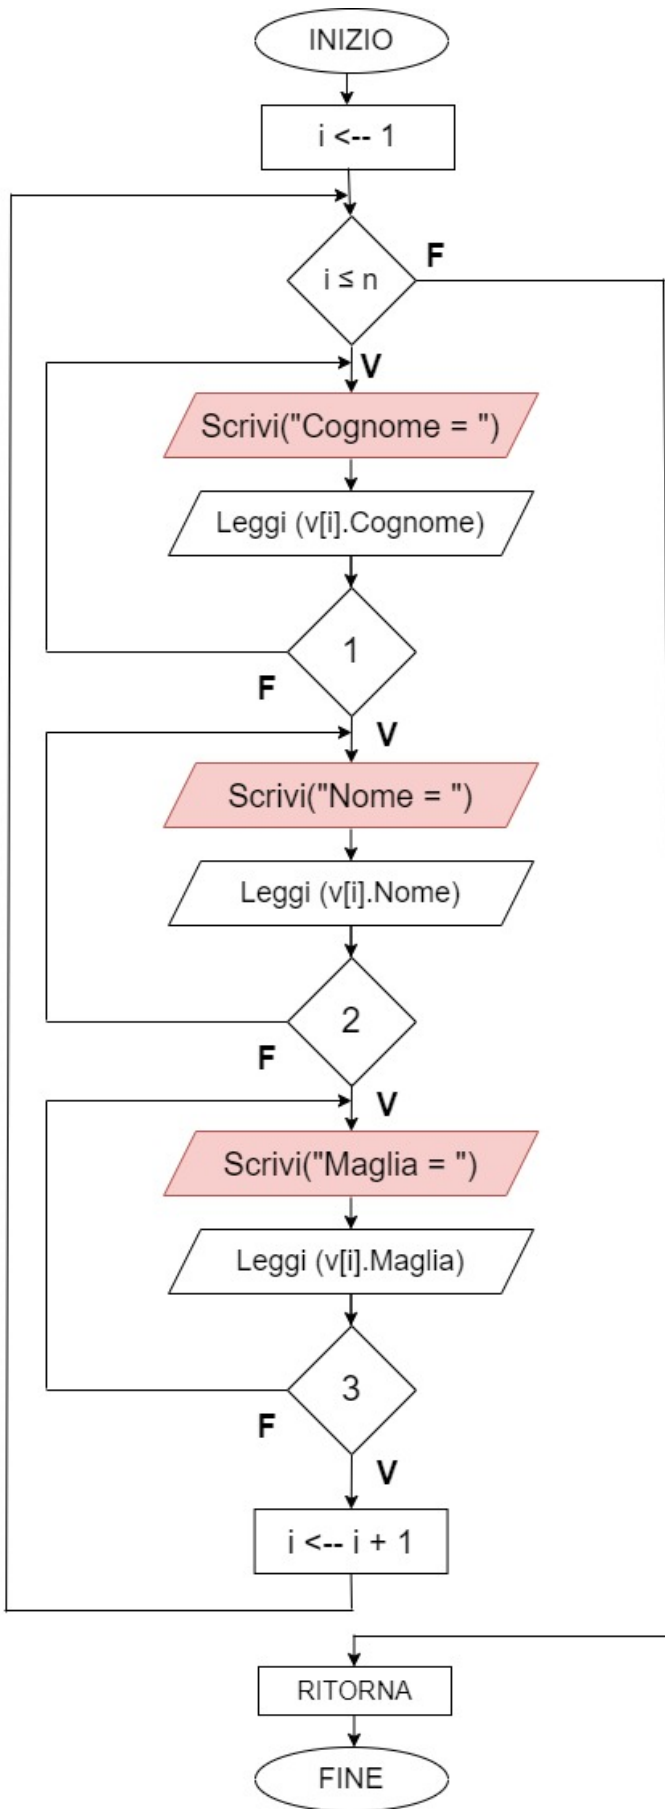 INIZIO
i <-- 1
F
i ≤ n
V
Scrivi("Cognome = ")
Leggi (v[i].Cognome)
1
F
V
Scrivi("Nome = ")
Leggi (v[i].Nome)
2
F
V
Scrivi("Maglia = ")
Leggi (v[i].Maglia)
3
F
V
i <-- i + 1
RITORNA
FINE